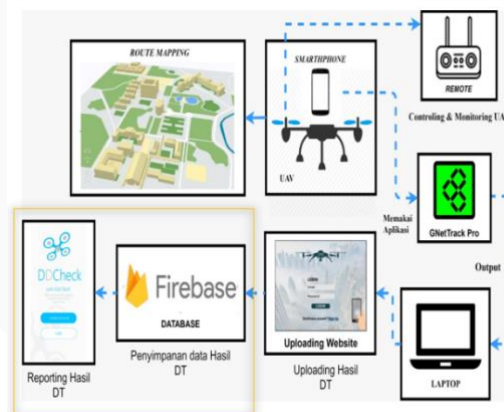 ROUTE MAPPING
SMARTHPHONE
UAV
REMOTE
Controling & Monitoring UA
Memakai
Aplikasi
GNetTrack Pro
Output
LAPTOP
LOGIN
Uploading Website
Uploading Hasil
DT
Firebase
DATABASE
Penyimpanan data Hasil
DT
DDCheck
Reporting Hasil
DT